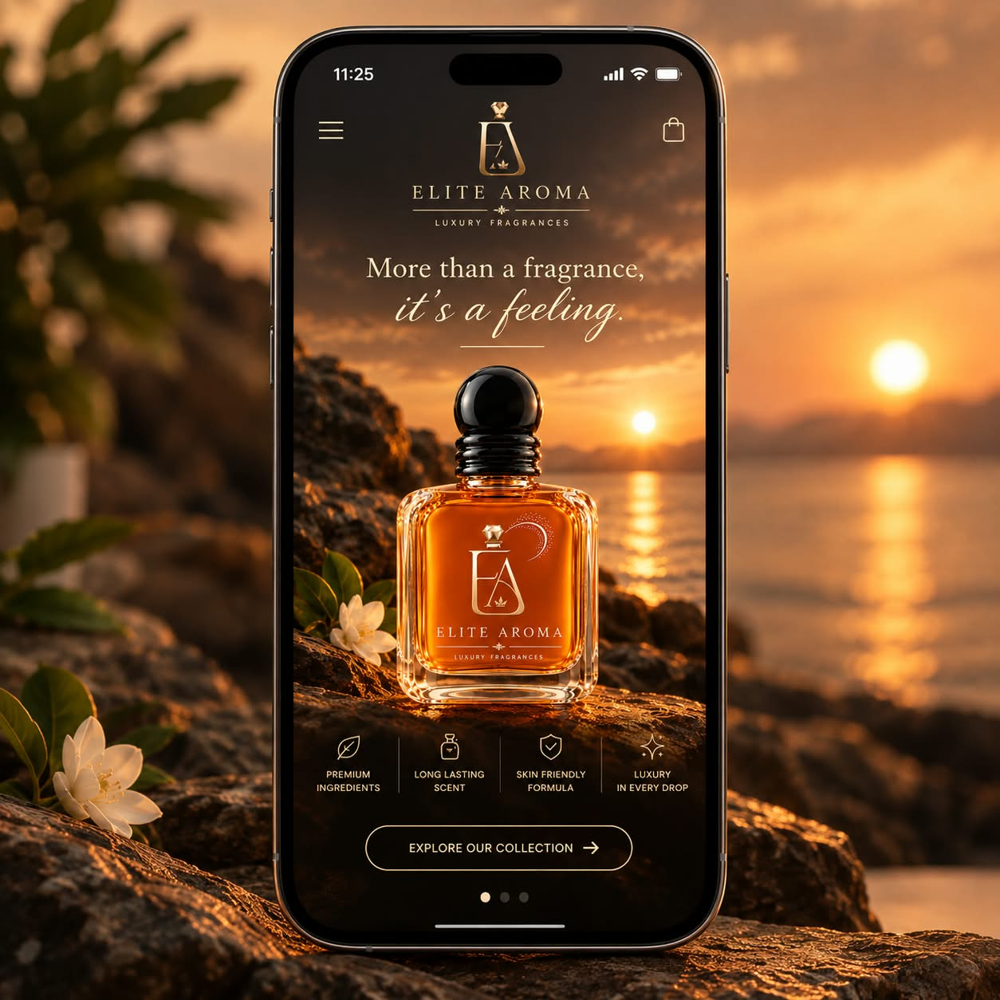 11:25
EA
ELITE AROMA
LUXURY FRAGRANCES
More than a fragrance,
it's a feeling.
EA
ELITE AROMA
LUXURY FRAGRANCES
PREMIUM
INGREDIENTS
LONG LASTING
SCENT
SKIN FRIENDLY
FORMULA
LUXURY
IN EVERY DROP
EXPLORE OUR COLLECTION